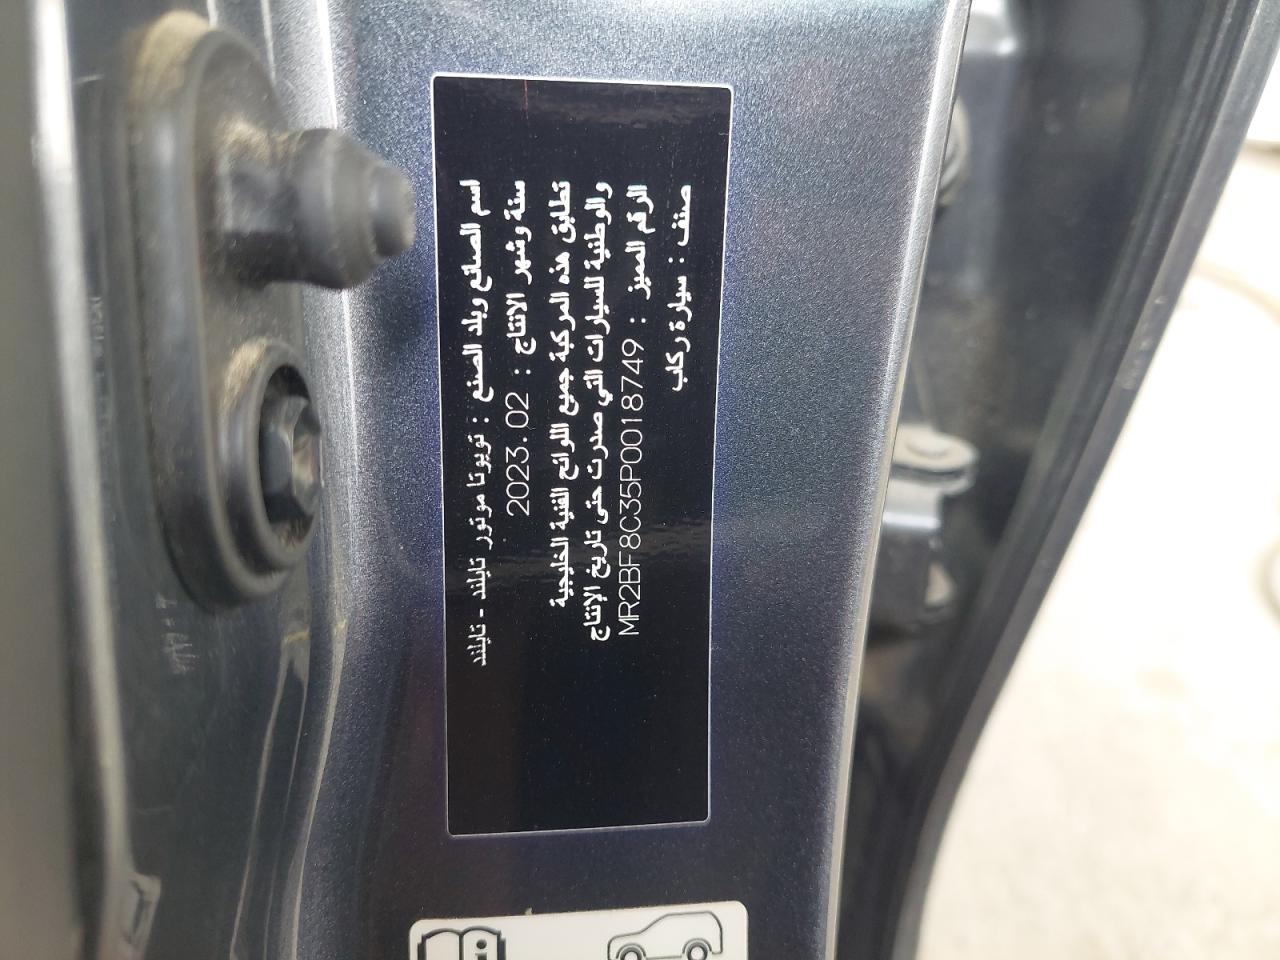 اسم الصانع وبلد الصنع : تويوتا موتور تايلند - تايلند
سنة وشهر الانتاج : 2023.02
تطابق هذه المركبة جميع اللوائح الفنية الخليجية
والوطنية للسيارات التي صدرت حتى تاريخ الإنتاج
الرقم المميز : MR2BF8C35P0018749
صنف : سيارة ركاب
i